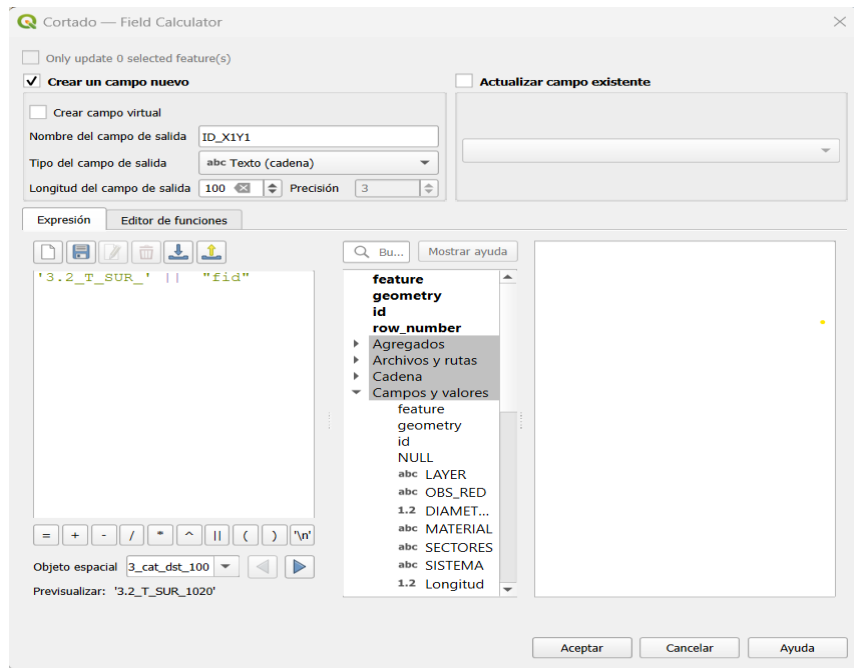 Cortado — Field Calculator
Only update 0 selected feature(s)
Crear un campo nuevo
Actualizar campo existente
Crear campo virtual
Nombre del campo de salida ID_X1Y1
Tipo del campo de salida abc Texto (cadena)
Longitud del campo de salida 100 Precisión 3
Expresión Editor de funciones
Bu... Mostrar ayuda
'3.2_T_SUR_' || "fid"
feature
geometry
id
row_number
Agregados
Archivos y rutas
Cadena
Campos y valores
feature
geometry
id
NULL
abc LAYER
abc OBS_RED
1.2 DIAMET...
abc MATERIAL
abc SECTORES
abc SISTEMA
1.2 Longitud
= + - / * ^ || ( ) '\n'
Objeto espacial 3_cat_dst_100
Previsualizar: '3.2_T_SUR_1020'
Aceptar Cancelar Ayuda